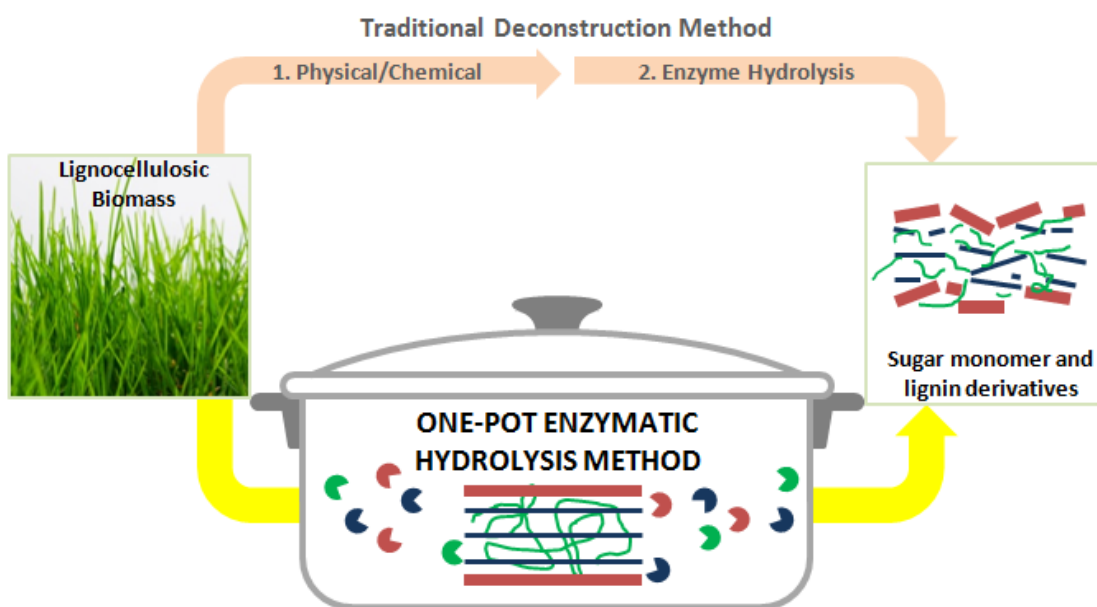 Traditional Deconstruction Method
1. Physical/Chemical
2. Enzyme Hydrolysis
Lignocellulosic
Biomass
Sugar monomer and
lignin derivatives
ONE-POT ENZYMATIC
HYDROLYSIS METHOD